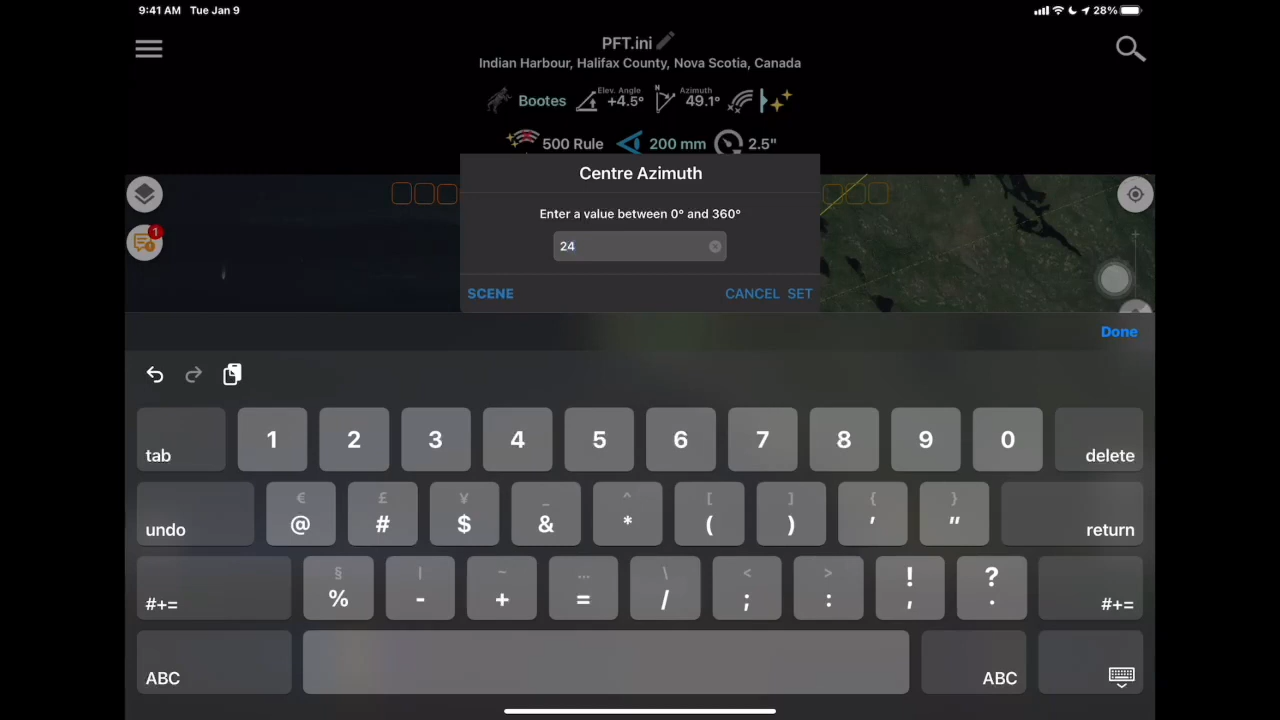 9:41 AM Tue Jan 9
28%
PFT.ini
Indian Harbour, Halifax County, Nova Scotia, Canada
Bootes Elev. Angle +4.5° N Azimuth 49.1°
500 Rule 200 mm 2.5"
Centre Azimuth
Enter a value between 0° and 360°
24
SCENE CANCEL SET
1
Done
tab 1 2 3 4 5 6 7 8 9 0 delete
€ £ ¥ _ ^ [ ] { }
undo @ # $ & * ( ) ' " return
§ | ~ … \ < > ! ?
#+= % - + = / ; : , . #+=
ABC ABC